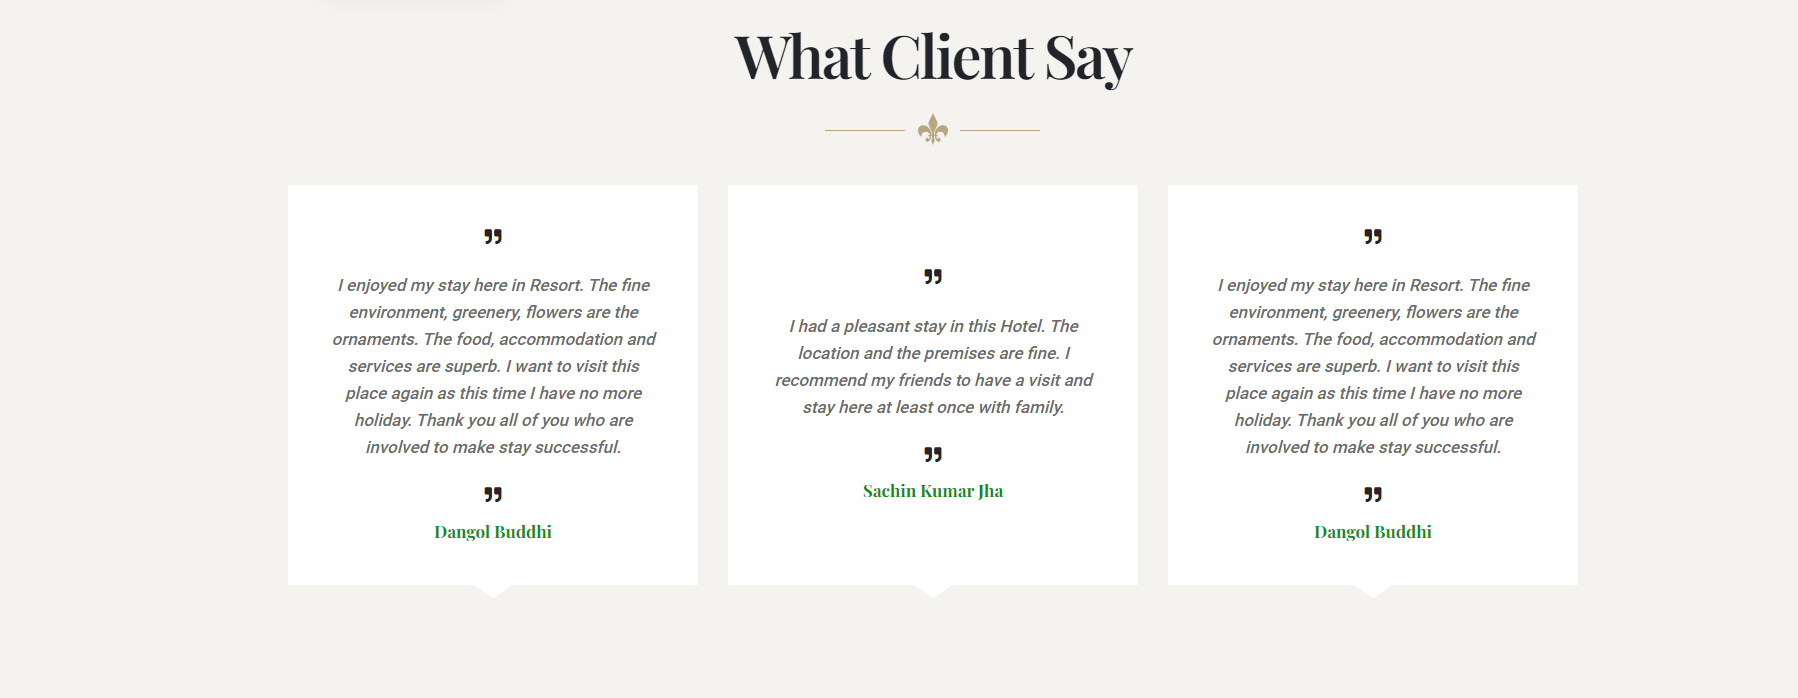 What Client Say
”
I enjoyed my stay here in Resort. The fine
environment, greenery, flowers are the
ornaments. The food, accommodation and
services are superb. I want to visit this
place again as this time I have no more
holiday. Thank you all of you who are
involved to make stay successful.
”
Dangol Buddhi
”
I had a pleasant stay in this Hotel. The
location and the premises are fine. I
recommend my friends to have a visit and
stay here at least once with family.
”
Sachin Kumar Jha
”
I enjoyed my stay here in Resort. The fine
environment, greenery, flowers are the
ornaments. The food, accommodation and
services are superb. I want to visit this
place again as this time I have no more
holiday. Thank you all of you who are
involved to make stay successful.
”
Dangol Buddhi